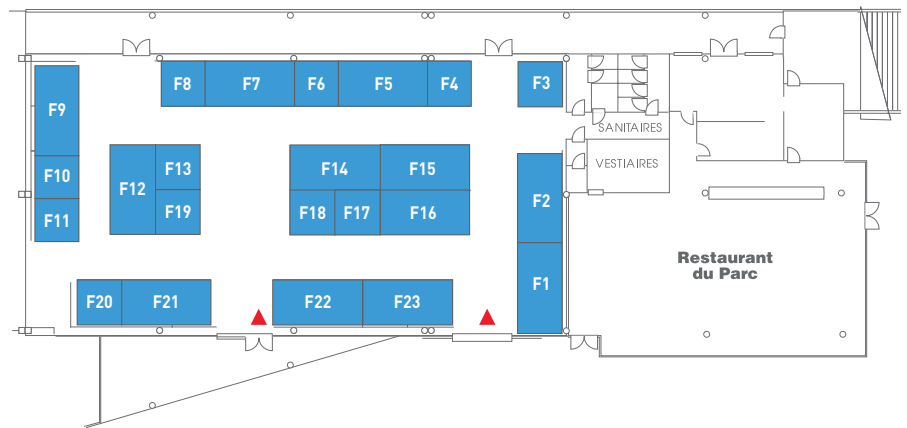 F8
F7
F6
F5
F4
F3
F9
SANITAIRES
F13
F14
F15
VESTIAIRES
F10
F12
F2
F11
F19
F18
F17
F16
Restaurant
du Parc
F1
F20
F21
F22
F23